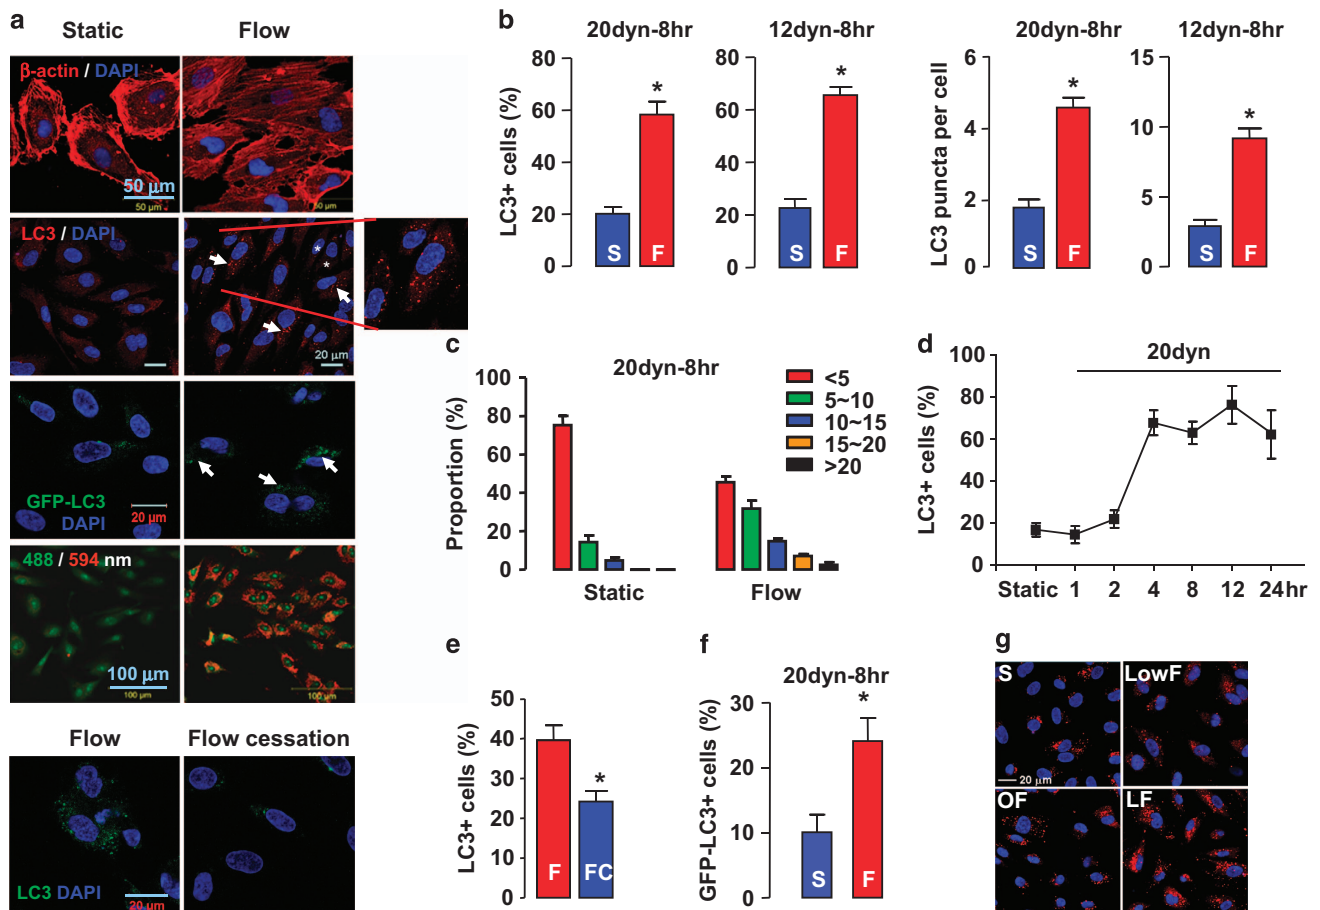 a
Static
Flow
β-actin / DAPI
50 µm
50 µm
50 µm
LC3 / DAPI
*
*
20 µm
GFP-LC3
DAPI
20 µm
488 / 594 nm
100 µm
100 µm
100 µm
Flow
Flow cessation
LC3 DAPI
20 µm
b
20dyn-8hr
LC3+ cells (%)
80
60
40
20
0
S
F
*
12dyn-8hr
80
60
40
20
0
S
F
*
20dyn-8hr
LC3 puncta per cell
6
4
2
0
S
F
*
12dyn-8hr
15
10
5
0
S
F
*
c
20dyn-8hr
Proportion (%)
100
80
60
40
20
0
Static
Flow
<5
5~10
10~15
15~20
>20
d
20dyn
LC3+ cells (%)
100
80
60
40
20
0
Static 1 2 4 8 12 24hr
e
LC3+ cells (%)
50
40
30
20
10
0
F
FC
*
f
20dyn-8hr
GFP-LC3+ cells (%)
30
20
10
0
S
F
*
g
S
LowF
20 µm
OF
LF